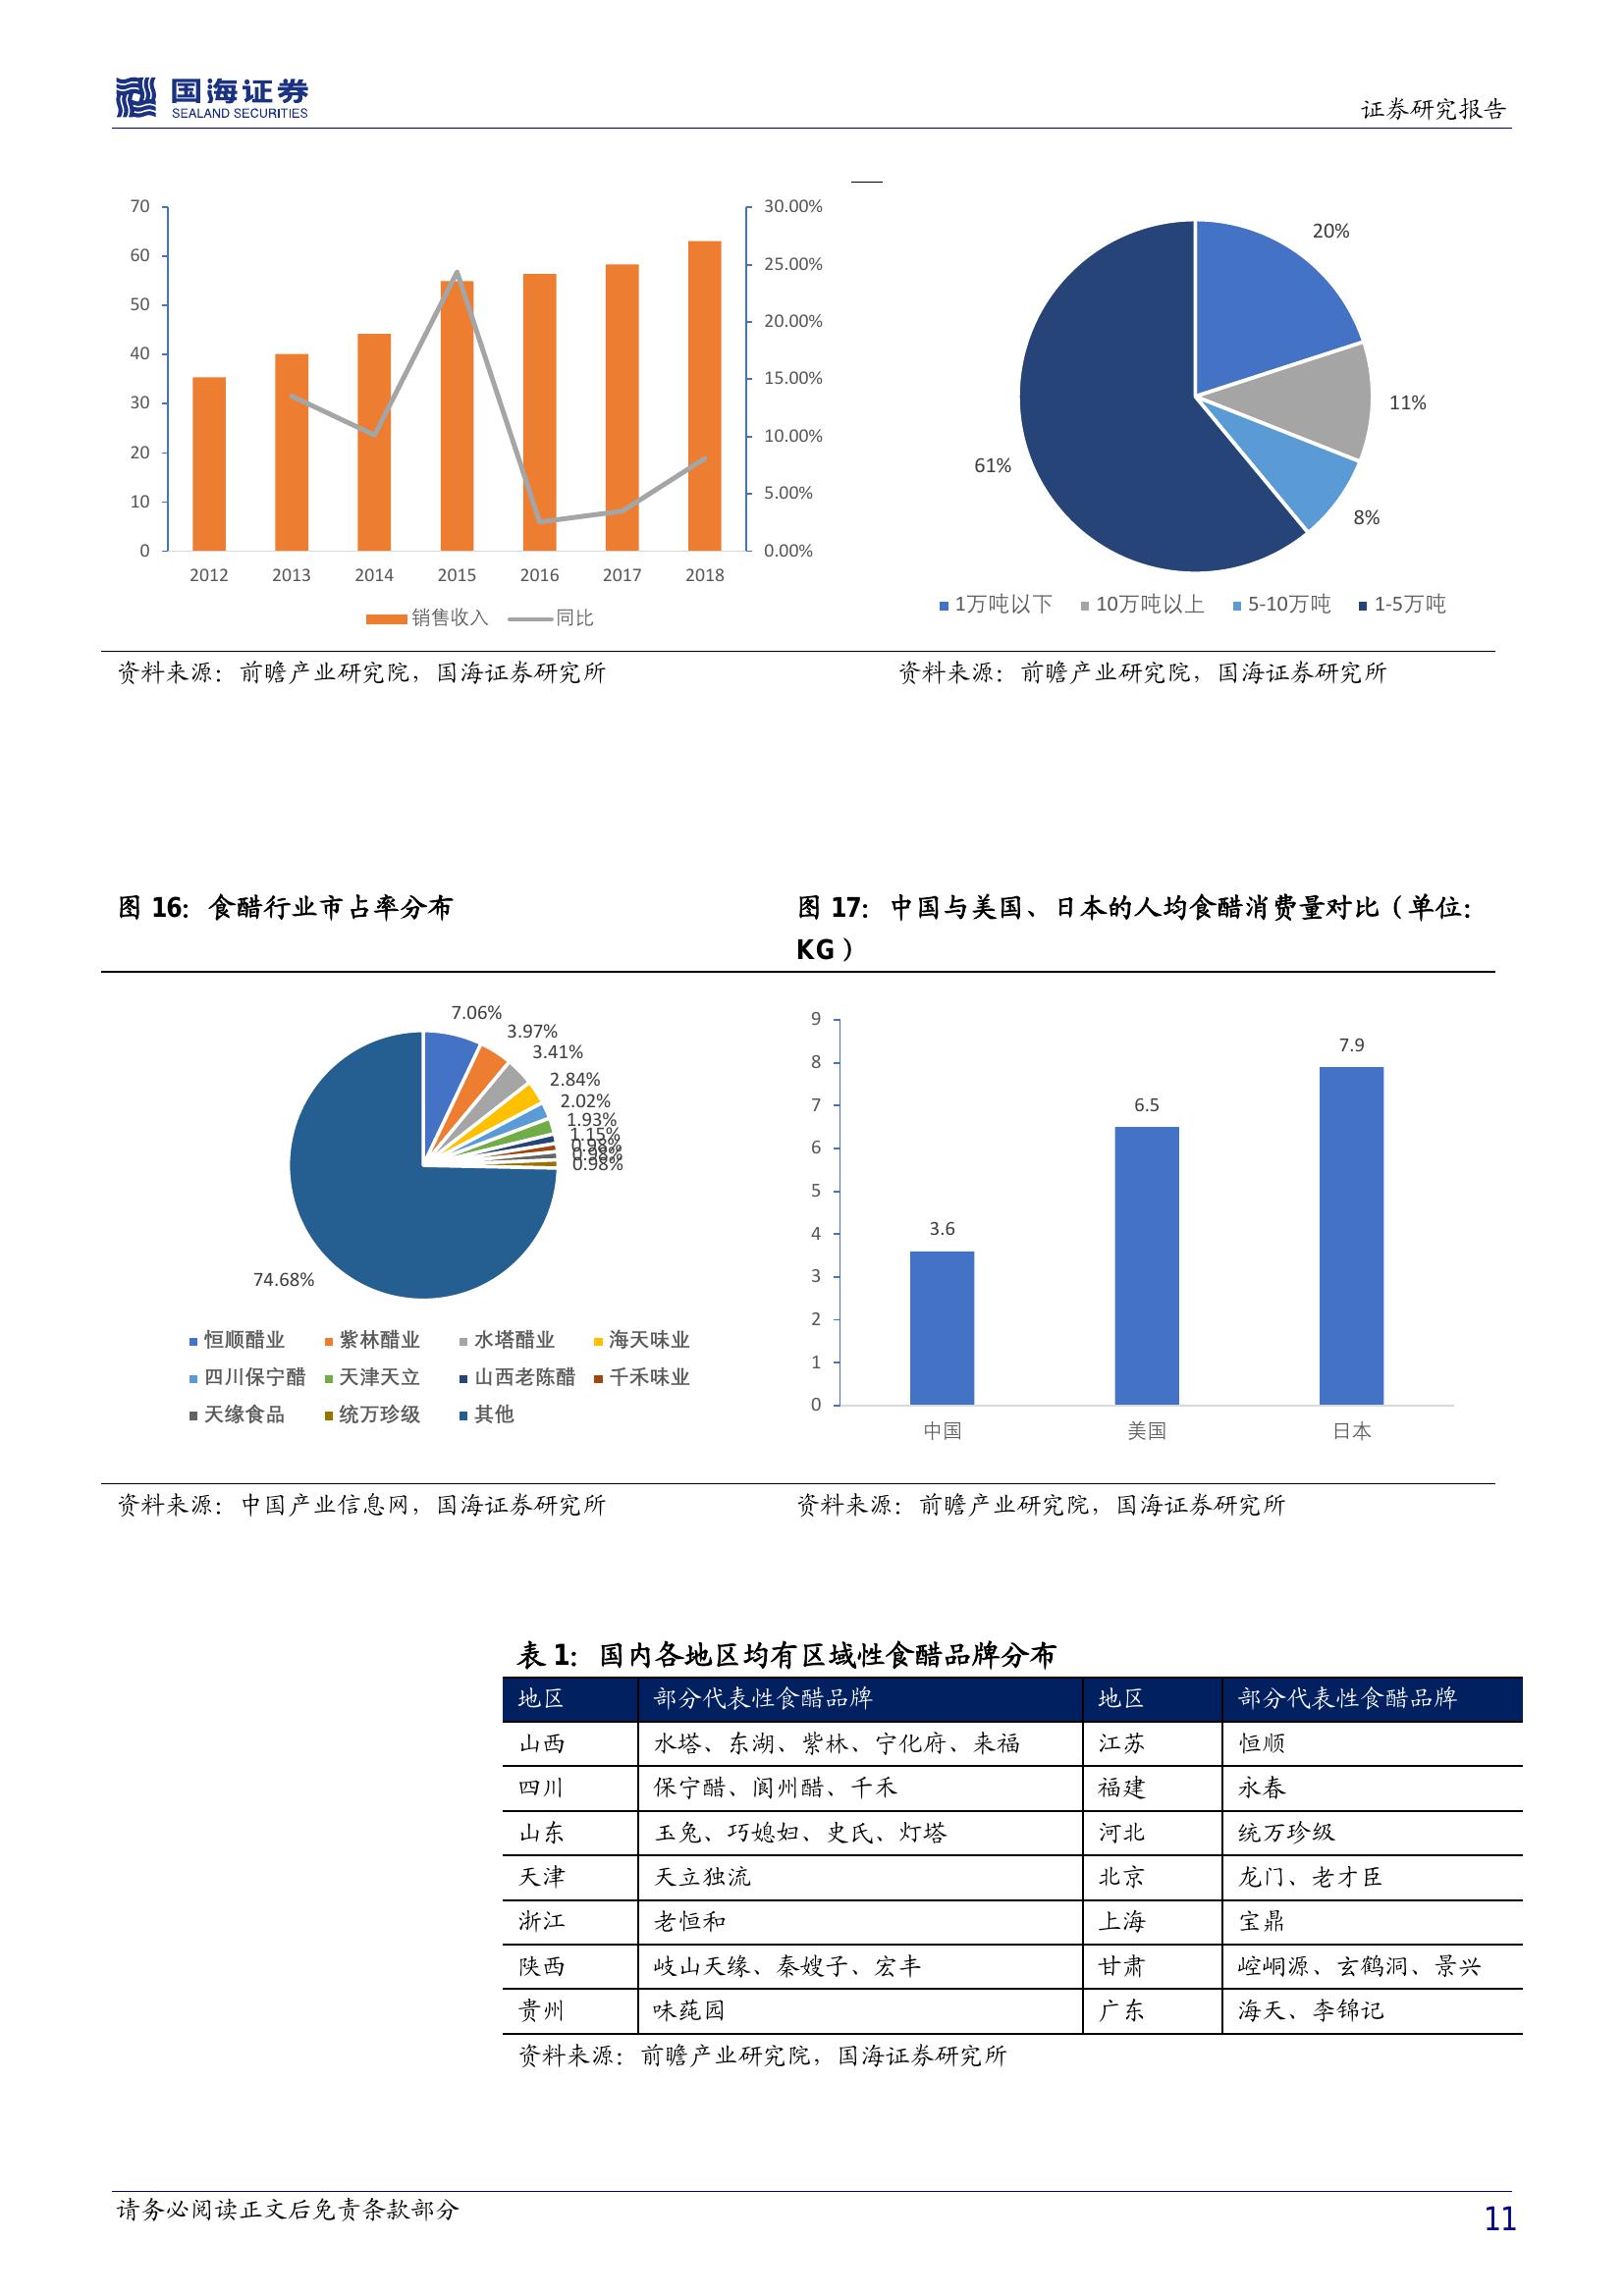 国海证券
SEALAND SECURITIES
证券研究报告
70
60
50
40
30
20
10
0
30.00%
25.00%
20.00%
15.00%
10.00%
5.00%
0.00%
2012 2013 2014 2015 2016 2017 2018
销售收入 同比
20%
11%
8%
61%
1万吨以下 10万吨以上 5-10万吨 1-5万吨
资料来源：前瞻产业研究院，国海证券研究所
资料来源：前瞻产业研究院，国海证券研究所
图 16：食醋行业市占率分布
图 17：中国与美国、日本的人均食醋消费量对比（单位：
KG）
7.06%
3.97%
3.41%
2.84%
2.02%
1.93%
1.15%
0.98%
0.98%
0.98%
74.68%
恒顺醋业 紫林醋业 水塔醋业 海天味业
四川保宁醋 天津天立 山西老陈醋 千禾味业
天缘食品 统万珍级 其他
9
8
7
6
5
4
3
2
1
0
3.6
6.5
7.9
中国 美国 日本
资料来源：中国产业信息网，国海证券研究所
资料来源：前瞻产业研究院，国海证券研究所
表 1：国内各地区均有区域性食醋品牌分布
地区 部分代表性食醋品牌 地区 部分代表性食醋品牌
山西 水塔、东湖、紫林、宁化府、来福 江苏 恒顺
四川 保宁醋、阆州醋、千禾 福建 永春
山东 玉兔、巧媳妇、史氏、灯塔 河北 统万珍级
天津 天立独流 北京 龙门、老才臣
浙江 老恒和 上海 宝鼎
陕西 岐山天缘、秦嫂子、宏丰 甘肃 崆峒源、玄鹤洞、景兴
贵州 味莼园 广东 海天、李锦记
资料来源：前瞻产业研究院，国海证券研究所
请务必阅读正文后免责条款部分
11